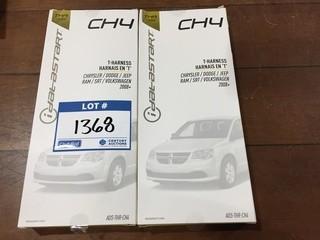 CH4
T-HARNESS
HARNAIS EN "T"
CHRYSLER / DODGE / JEEP
RAM / SRT / VOLKSWAGEN
2008+
idatastart
LOT #
1368
CENTURY
AUCTIONS
ADS-THR-CH4
CH4
T-HARNESS
HARNAIS EN "T"
CHRYSLER / DODGE / JEEP
RAM / SRT / VOLKSWAGEN
2008+
idatastart
ADS-THR-CH4